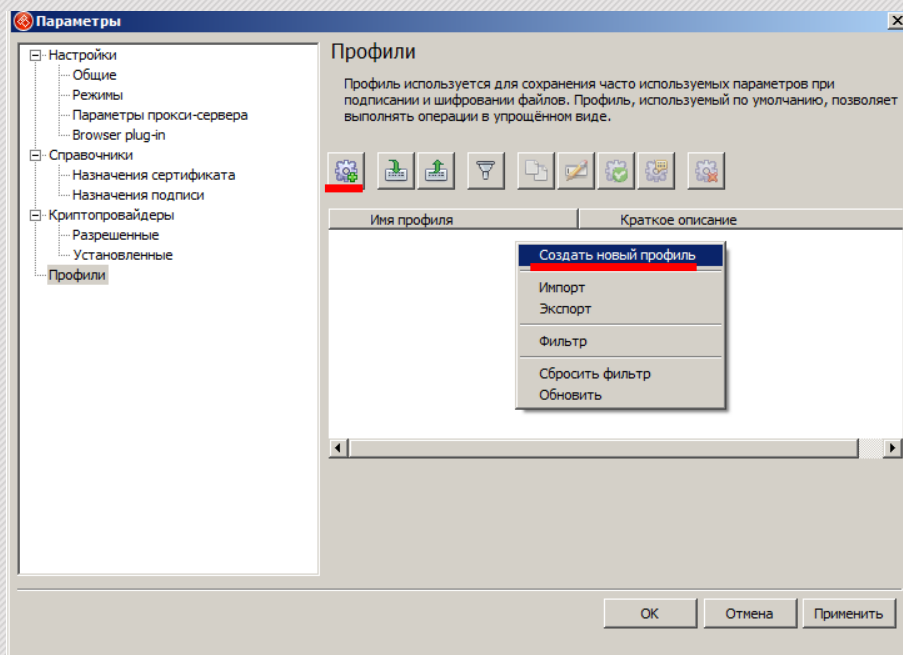 Параметры
Настройки
Общие
Режимы
Параметры прокси-сервера
Browser plug-in
Справочники
Назначения сертификата
Назначения подписи
Криптопровайдеры
Разрешенные
Установленные
Профили
Профили
Профиль используется для сохранения часто используемых параметров при
подписании и шифровании файлов. Профиль, используемый по умолчанию, позволяет
выполнять операции в упрощённом виде.
Имя профиля Краткое описание
Создать новый профиль
Импорт
Экспорт
Фильтр
Сбросить фильтр
Обновить
OK Отмена Применить